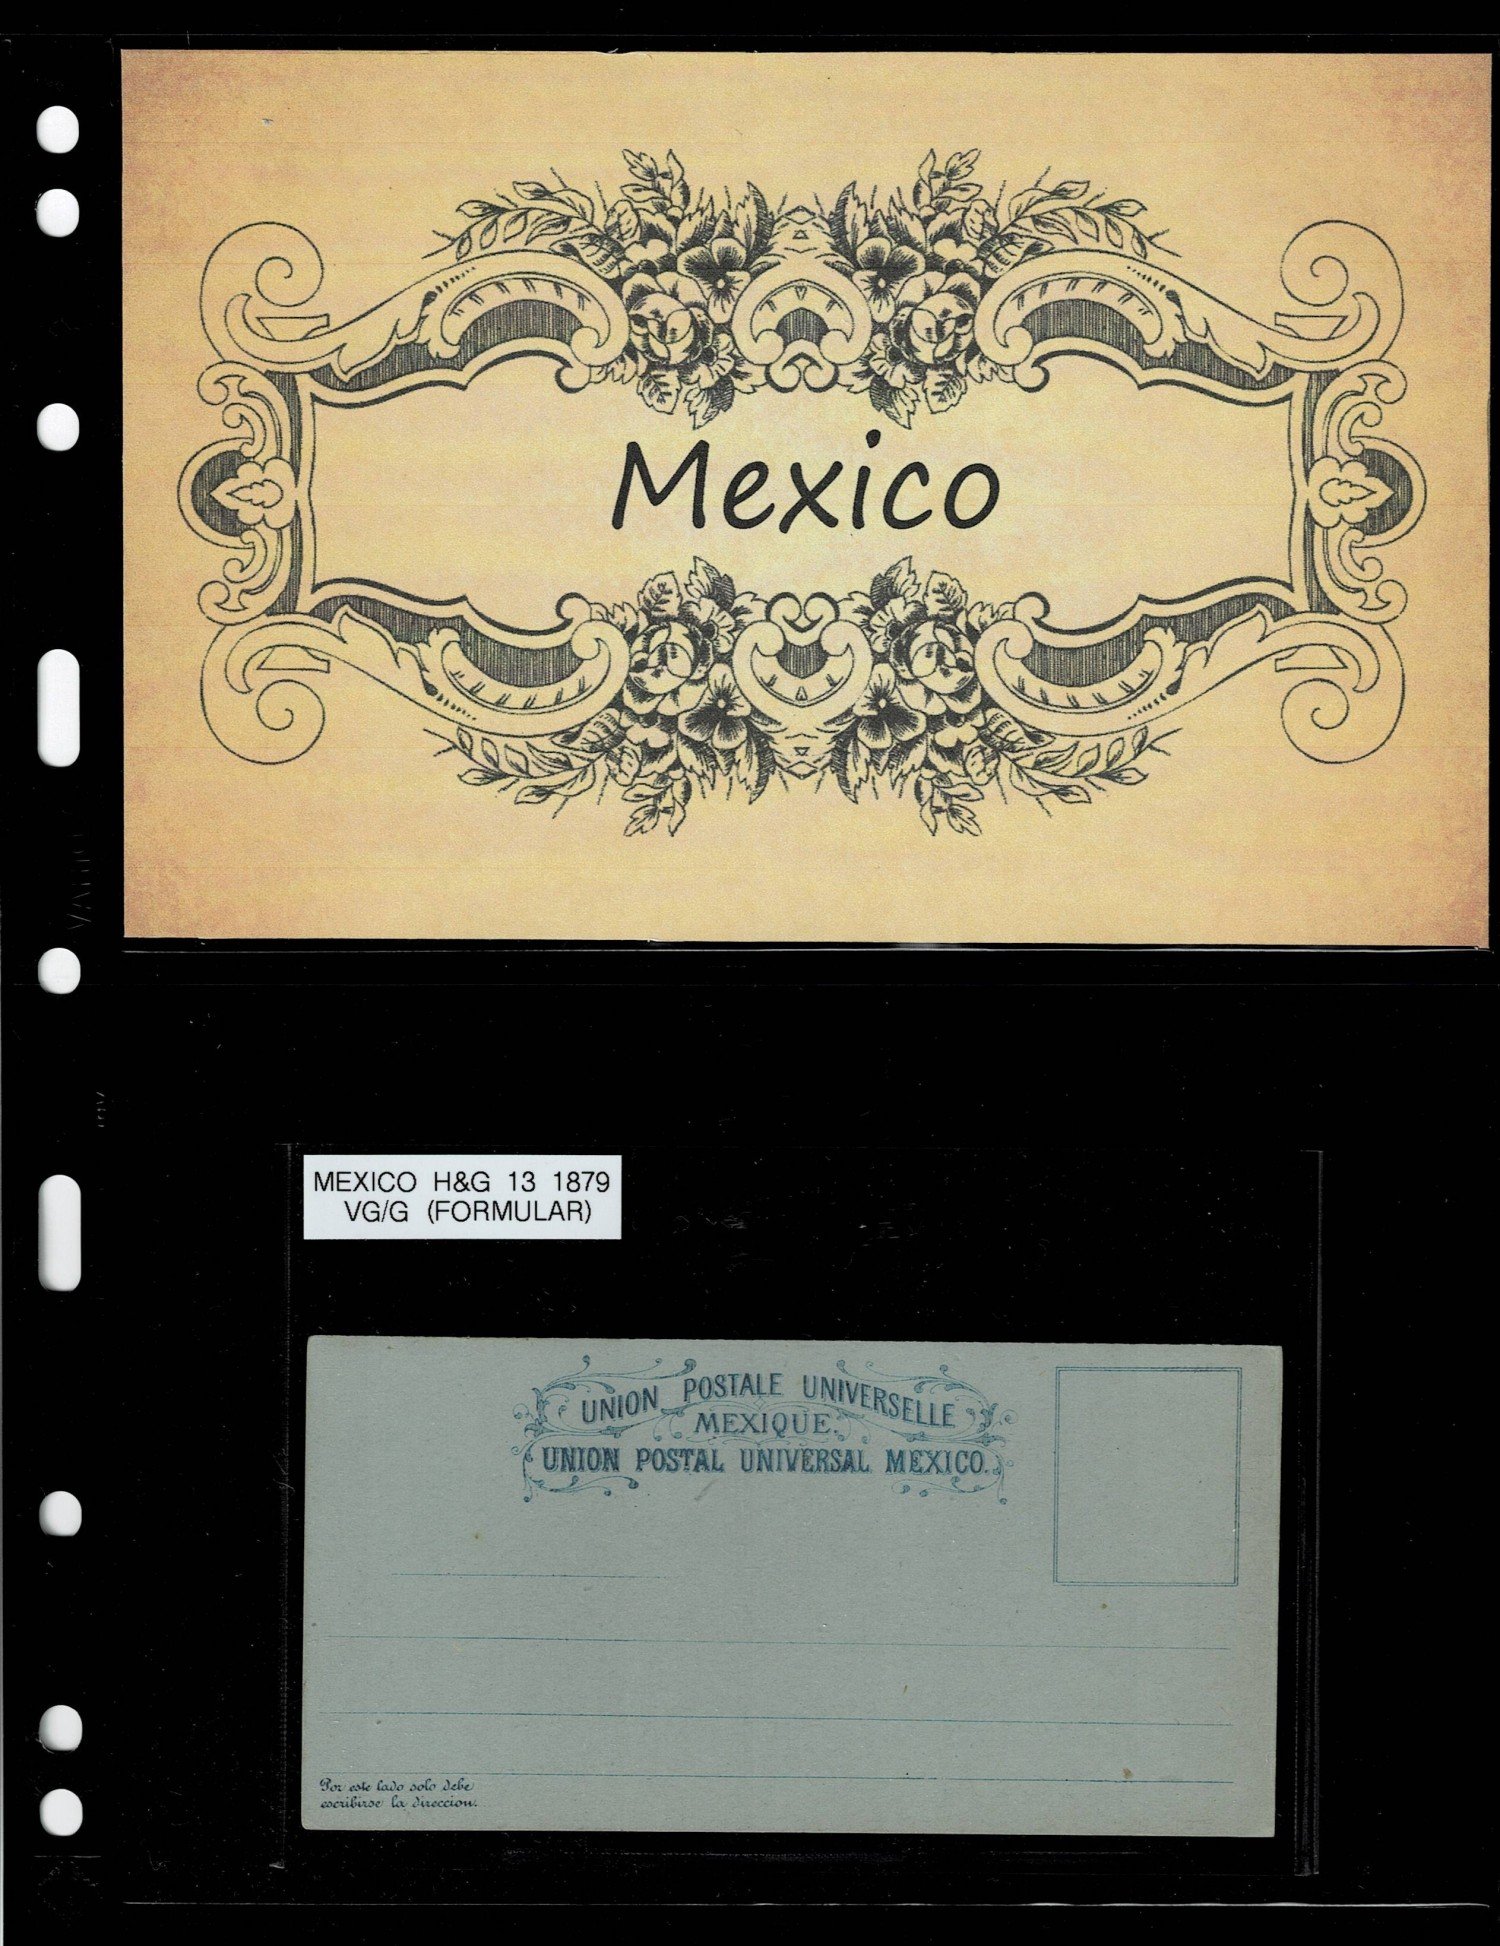 Mexico
MEXICO H&G 13 1879
VG/G (FORMULAR)
UNION POSTALE UNIVERSELLE
MEXIQUE.
UNION POSTAL UNIVERSAL MEXICO.
Por este lado solo debe
escribirse la direccion.